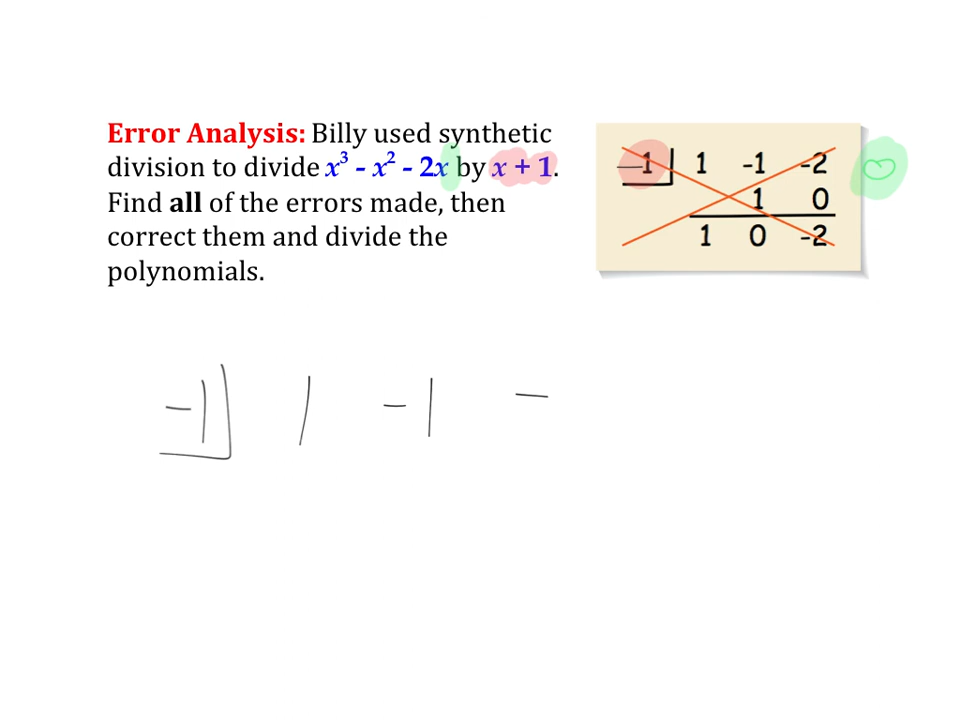 Error Analysis: Billy used synthetic
division to divide x³ - x² - 2x by x + 1.
Find all of the errors made, then
correct them and divide the
polynomials.
-1 | 1 -1 -2
1 0
1 0 -2
0
-1 | 1 -1 -